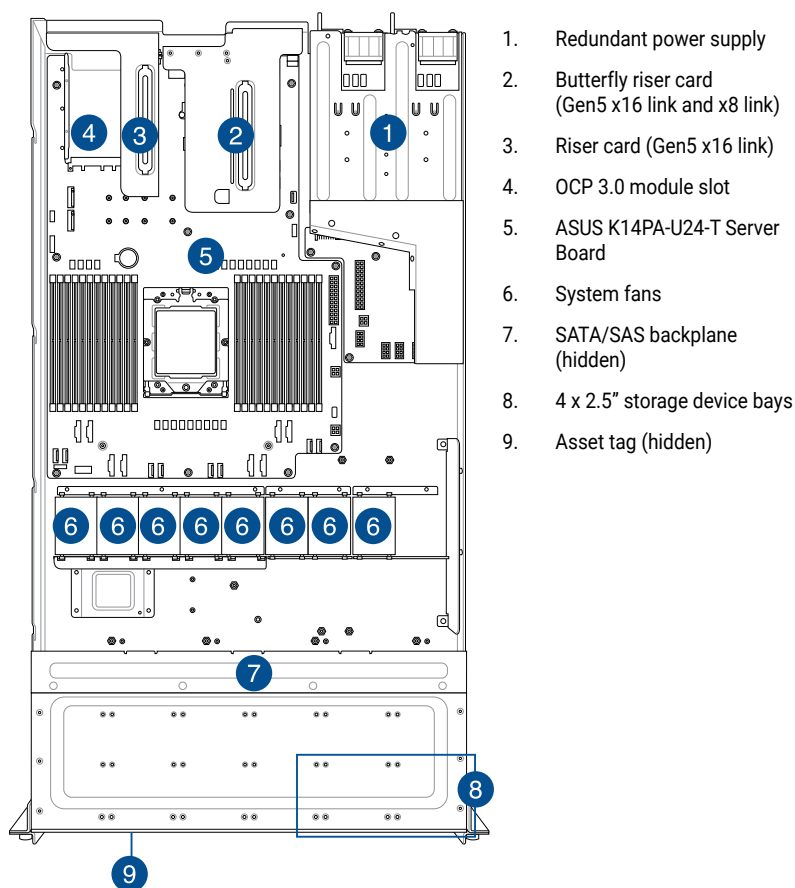 1. Redundant power supply
2. Butterfly riser card
(Gen5 x16 link and x8 link)
3. Riser card (Gen5 x16 link)
4. OCP 3.0 module slot
5. ASUS K14PA-U24-T Server
Board
6. System fans
7. SATA/SAS backplane
(hidden)
8. 4 x 2.5” storage device bays
9. Asset tag (hidden)
4
3
2
1
5
6 6 6 6 6 6 6 6
7
8
9